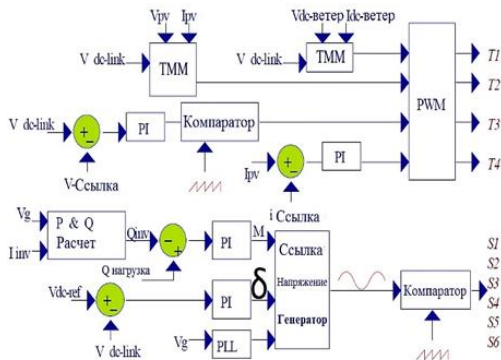 Vpv Ipv
Vdc-ветер Idc-ветер
V dc-link
TMM
V dc-link
TMM
T1
T2
PWM
V dc-link
PI
Компаратор
T3
V-Ссылка
Ipv
PI
T4
i Ссылка
Vg
P & Q
Расчет
I inv
Qinv
PI
M
Q нагрузка
Ссылка
Напряжение
Генератор
Vdc-ref
PI
δ
V dc-link
Vg
PLL
Компаратор
S1
S2
S3
S4
S5
S6